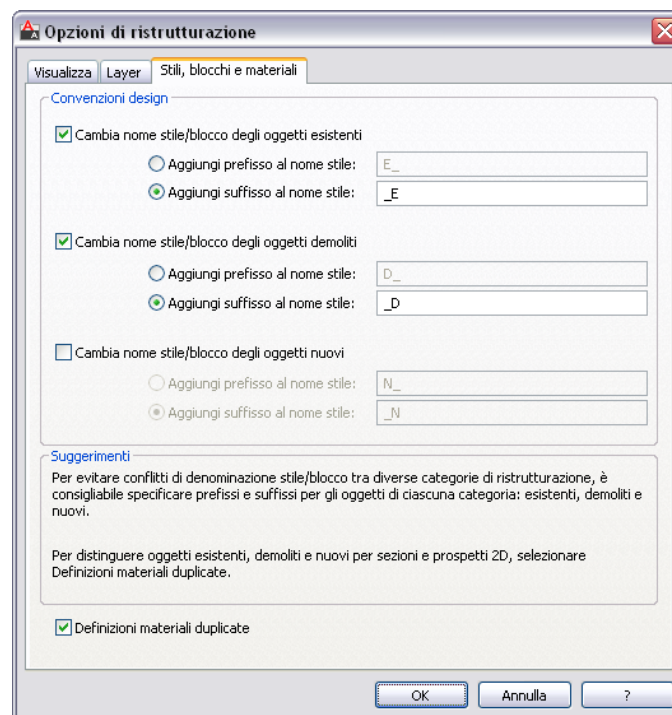 Opzioni di ristrutturazione
Visualizza Layer Stili, blocchi e materiali
Convenzioni design
Cambia nome stile/blocco degli oggetti esistenti
Aggiungi prefisso al nome stile: E_
Aggiungi suffisso al nome stile: _E
Cambia nome stile/blocco degli oggetti demoliti
Aggiungi prefisso al nome stile: D_
Aggiungi suffisso al nome stile: _D
Cambia nome stile/blocco degli oggetti nuovi
Aggiungi prefisso al nome stile: N_
Aggiungi suffisso al nome stile: _N
Suggerimenti
Per evitare conflitti di denominazione stile/blocco tra diverse categorie di ristrutturazione, è
consigliabile specificare prefissi e suffissi per gli oggetti di ciascuna categoria: esistenti, demoliti e
nuovi.
Per distinguere oggetti esistenti, demoliti e nuovi per sezioni e prospetti 2D, selezionare
Definizioni materiali duplicate.
Definizioni materiali duplicate
OK Annulla ?